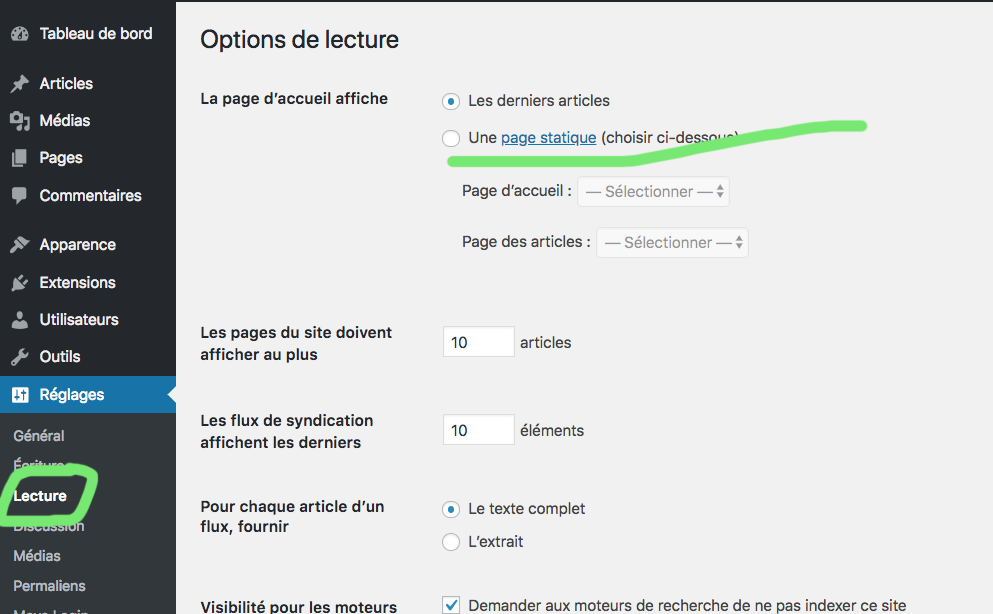 Tableau de bord
Articles
Médias
Pages
Commentaires
Apparence
Extensions
Utilisateurs
Outils
Réglages
Général
Écriture
Lecture
Discussion
Médias
Permaliens
Options de lecture
La page d’accueil affiche
Les derniers articles
Une page statique (choisir ci-dessous)
Page d’accueil : — Sélectionner —
Page des articles : — Sélectionner —
Les pages du site doivent
afficher au plus
10 articles
Les flux de syndication
affichent les derniers
10 éléments
Pour chaque article d’un
flux, fournir
Le texte complet
L’extrait
Visibilité pour les moteurs
Demander aux moteurs de recherche de ne pas indexer ce site